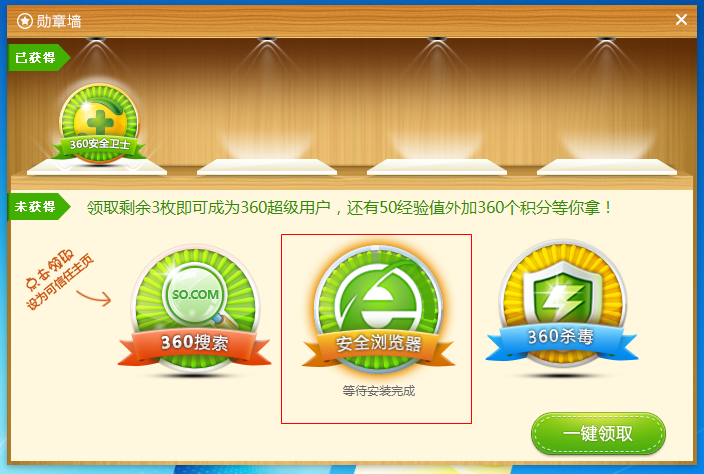 勋章墙
已获得
360安全卫士
未获得
领取剩余3枚即可成为360超级用户，还有50经验值外加360个积分等你拿！
点击领取
设为可信任主页
SO.COM
360搜索
安全浏览器
360杀毒
等待安装完成
一键领取